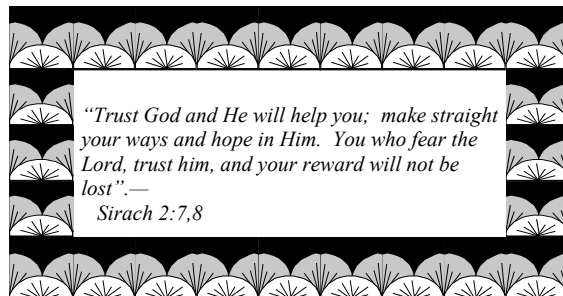 “Trust God and He will help you;  make straight
your ways and hope in Him.  You who fear the
Lord, trust him, and your reward will not be
lost”.—
Sirach 2:7,8